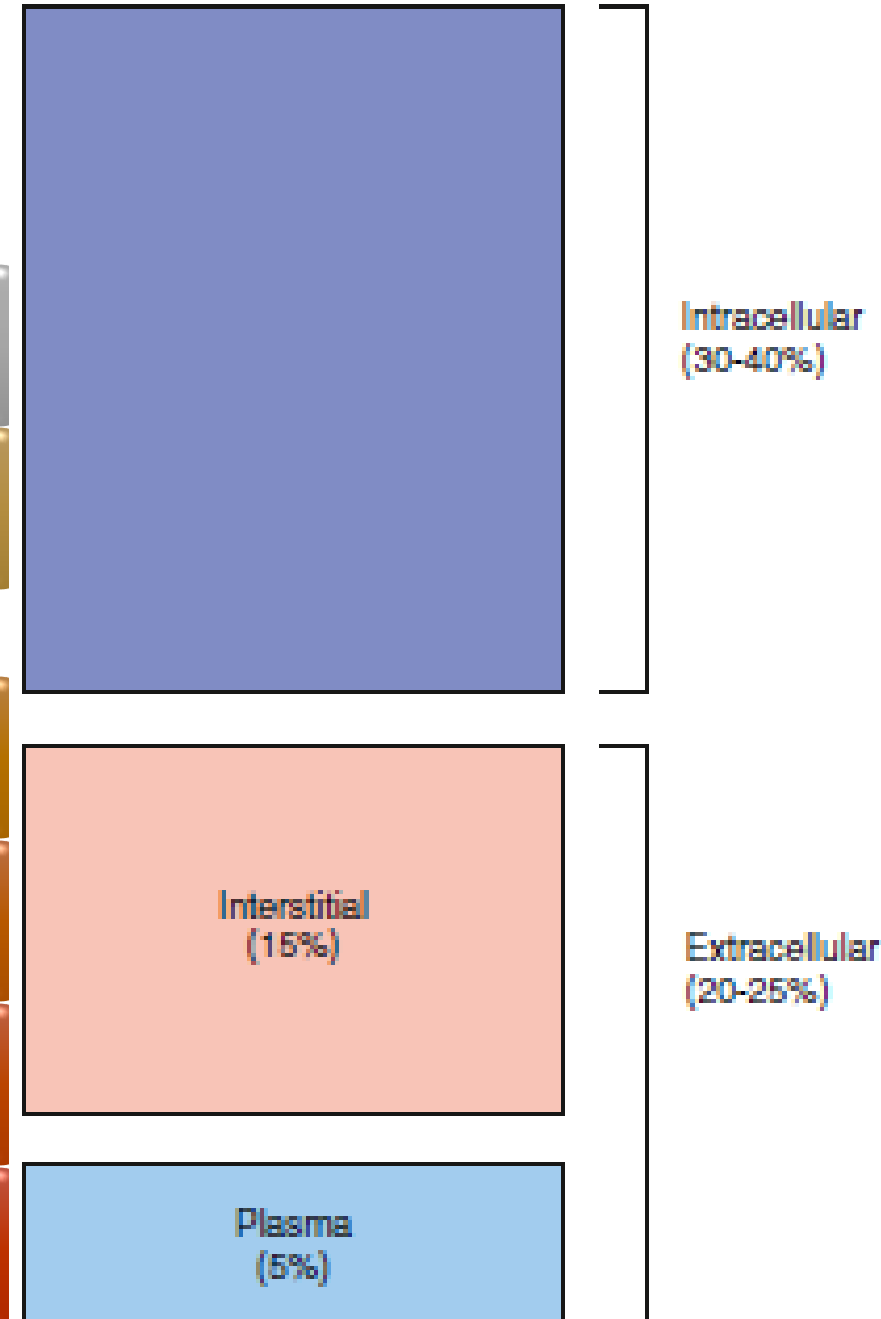 Intracellular
(30-40%)
Interstitial
(15%)
Extracellular
(20-25%)
Plasma
(5%)